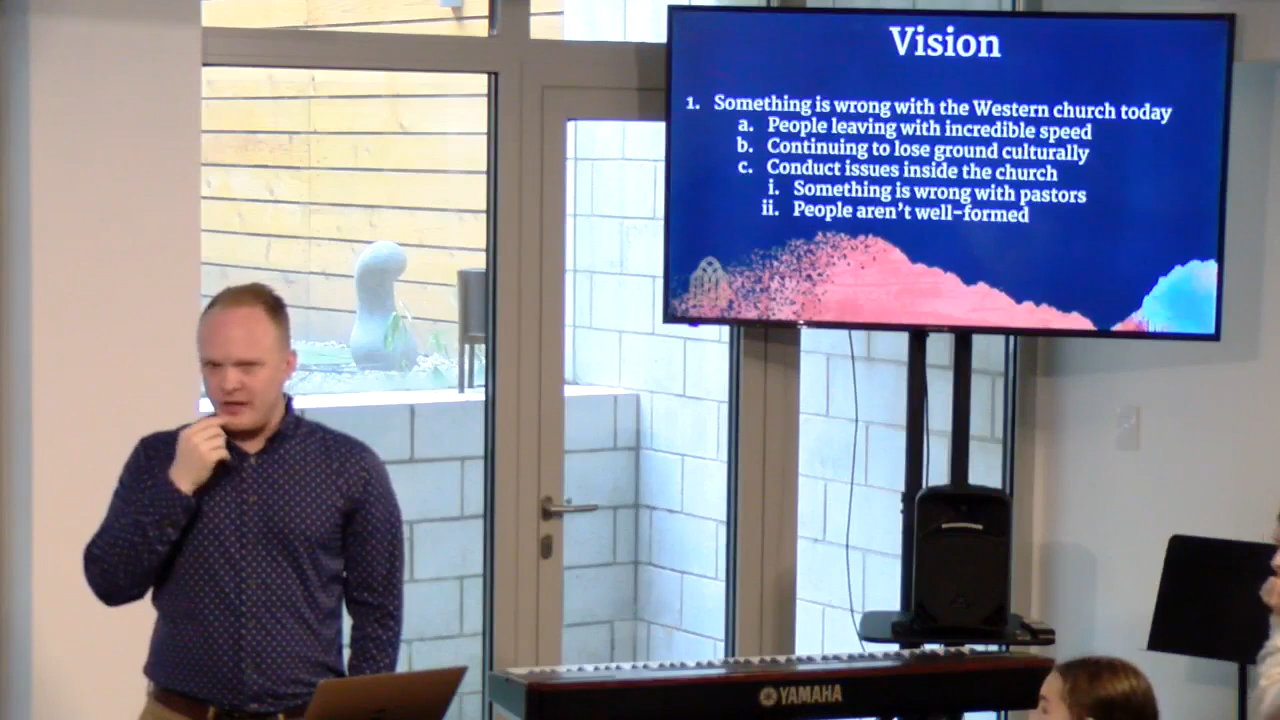 Vision
1. Something is wrong with the Western church today
a. People leaving with incredible speed
b. Continuing to lose ground culturally
c. Conduct issues inside the church
i. Something is wrong with pastors
ii. People aren't well-formed
YAMAHA